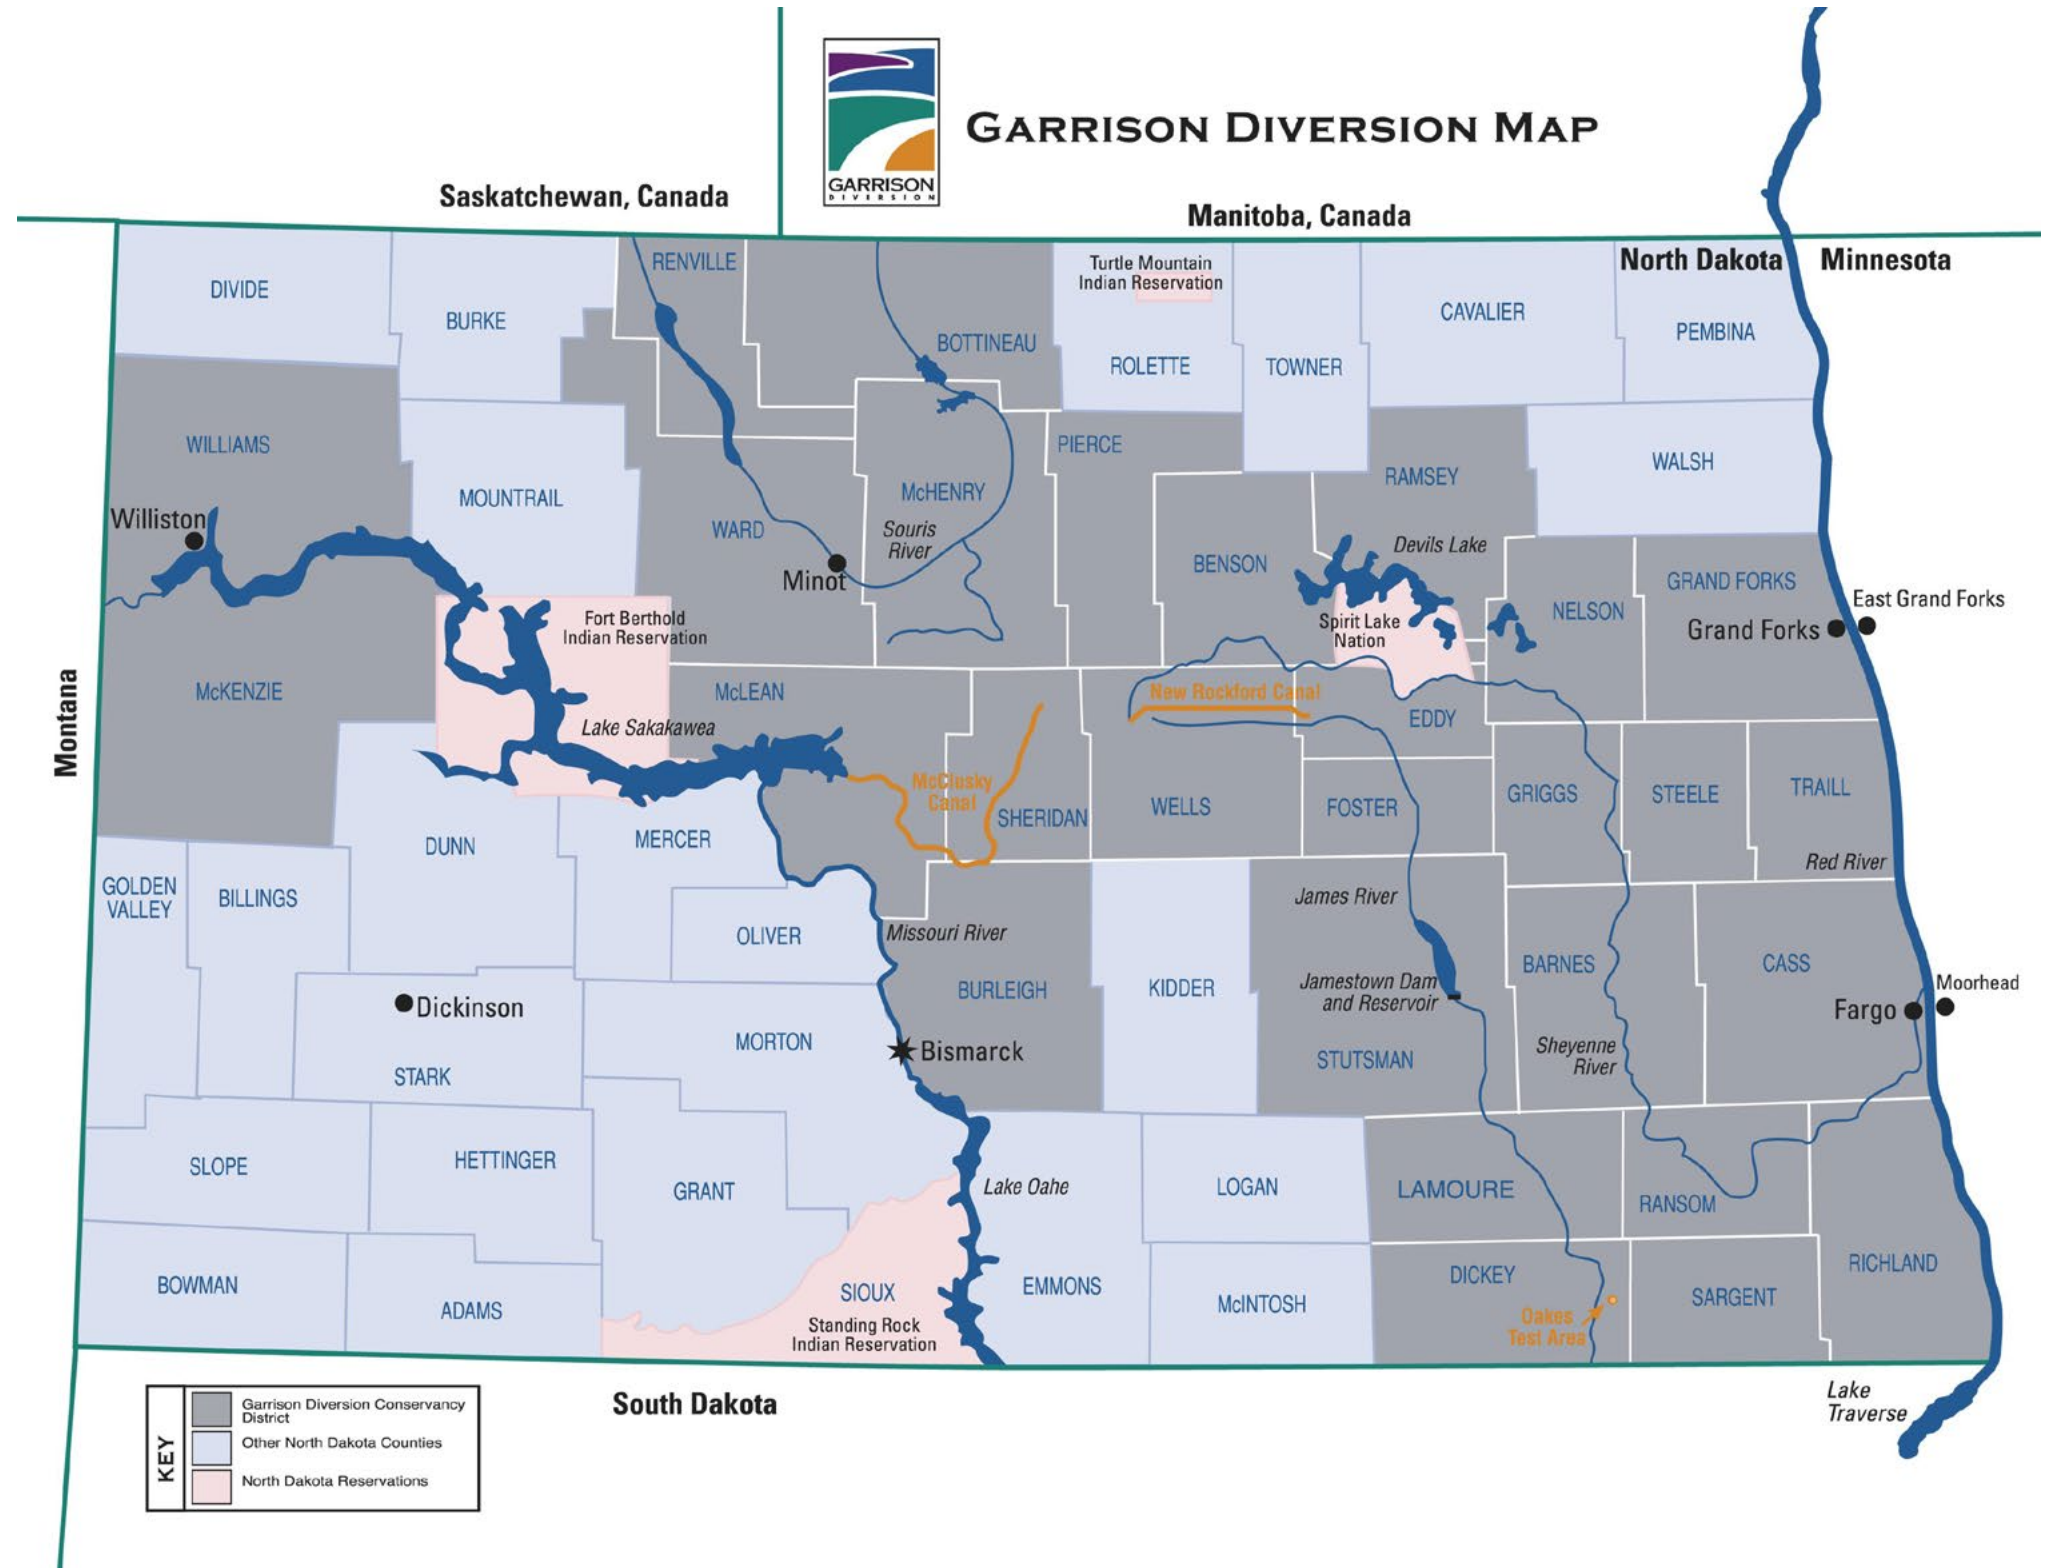 GARRISON
DIVERSION
GARRISON DIVERSION MAP
Saskatchewan, Canada
Manitoba, Canada
North Dakota
Minnesota
Montana
South Dakota
DIVIDE
BURKE
RENVILLE
BOTTINEAU
Turtle Mountain
Indian Reservation
ROLETTE
TOWNER
CAVALIER
PEMBINA
WILLIAMS
Williston
MOUNTRAIL
WARD
Minot
McHENRY
Souris
River
PIERCE
BENSON
RAMSEY
Devils Lake
WALSH
Spirit Lake
Nation
NELSON
GRAND FORKS
Grand Forks
East Grand Forks
McKENZIE
Fort Berthold
Indian Reservation
Lake Sakakawea
McLEAN
McClusky
Canal
SHERIDAN
New Rockford Canal
WELLS
EDDY
FOSTER
GRIGGS
STEELE
TRAILL
Red River
GOLDEN
VALLEY
BILLINGS
DUNN
MERCER
OLIVER
Missouri River
BURLEIGH
KIDDER
James River
Jamestown Dam
and Reservoir
STUTSMAN
BARNES
Sheyenne
River
CASS
Fargo
Moorhead
Dickinson
STARK
MORTON
Bismarck
SLOPE
HETTINGER
GRANT
Lake Oahe
LOGAN
LAMOURE
RANSOM
RICHLAND
BOWMAN
ADAMS
SIOUX
Standing Rock
Indian Reservation
EMMONS
McINTOSH
DICKEY
Oakes
Test Area
SARGENT
Lake
Traverse
KEY
Garrison Diversion Conservancy
District
Other North Dakota Counties
North Dakota Reservations